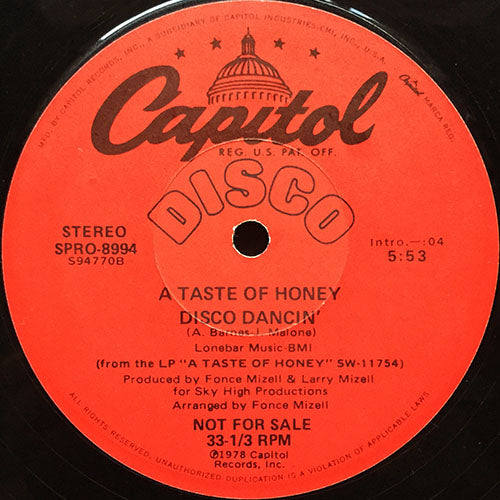 MFD. BY CAPITOL RECORDS, INC., A SUBSIDIARY OF CAPITOL INDUSTRIES-EMI, INC., U.S.A.
Capitol
MARCA REG.
Capitol
REG. U.S. PAT. OFF.
DISCO
STEREO
SPRO-8994
S94770B
Intro.—:04
5:53
A TASTE OF HONEY
DISCO DANCIN'
(A. Barnes-J. Malone)
Lonebar Music-BMI
(from the LP "A TASTE OF HONEY" SW-11754)
Produced by Fonce Mizell & Larry Mizell
for Sky High Productions
Arranged by Fonce Mizell
NOT FOR SALE
33-1/3 RPM
℗1978 Capitol
Records, Inc.
ALL RIGHTS RESERVED. UNAUTHORIZED DUPLICATION IS A VIOLATION OF APPLICABLE LAWS